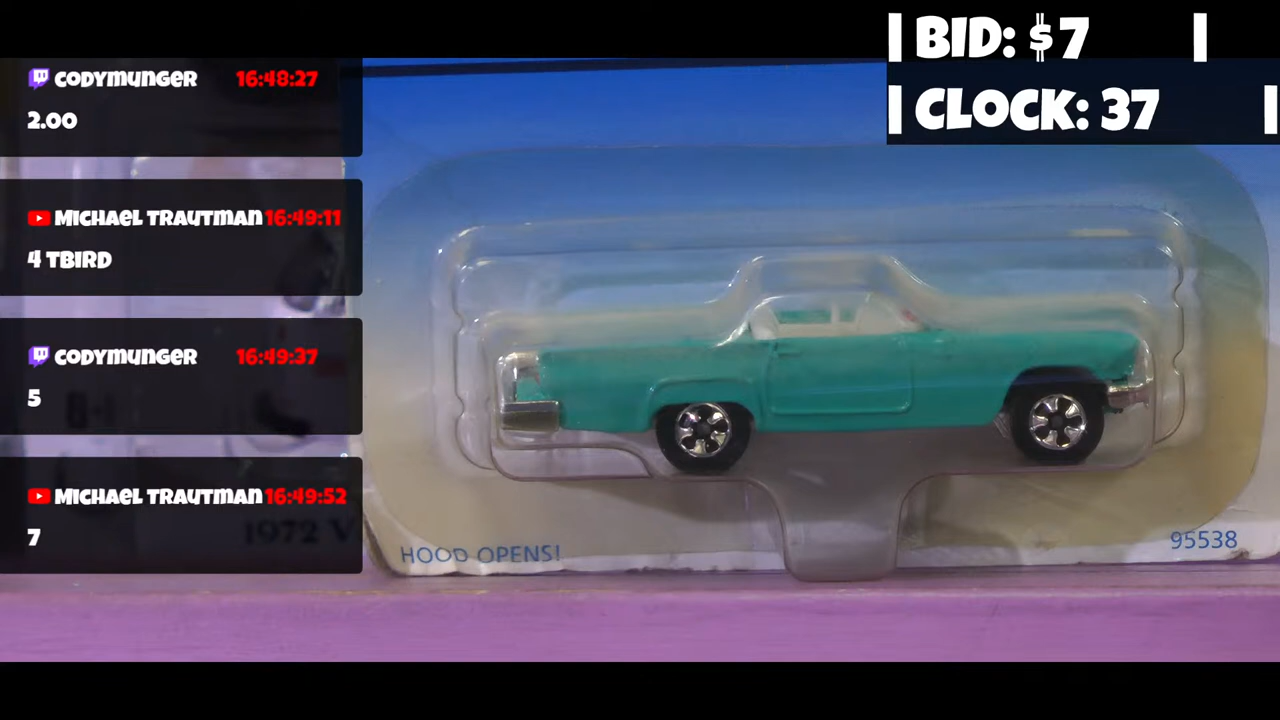 | BID: $7 |
| CLOCK: 37 |
CODYMUNGER 16:48:27
2.00
MICHAEL TRAUTMAN 16:49:11
4 TBIRD
CODYMUNGER 16:49:37
5
MICHAEL TRAUTMAN 16:49:52
7
1972 V
HOOD OPENS!
95538